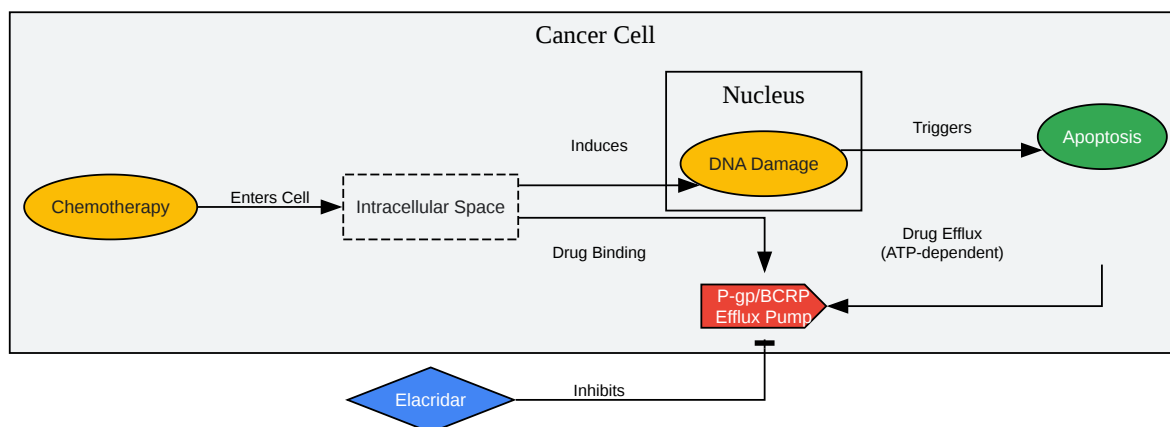 Cancer Cell
Nucleus
Triggers
Apoptosis
Induces
DNA Damage
Chemotherapy
Enters Cell
Intracellular Space
Drug Binding
Drug Efflux
(ATP-dependent)
P-gp/BCRP
Efflux Pump
Elacridar
Inhibits